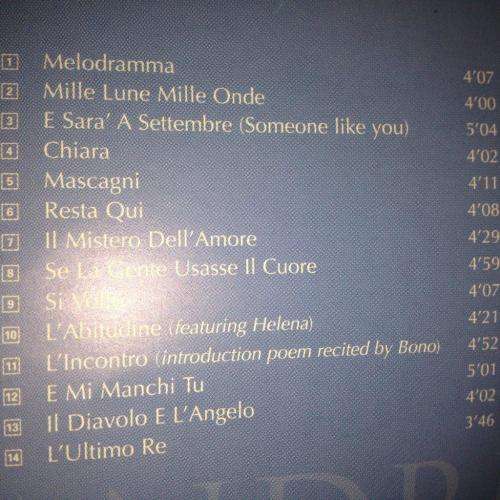 1 Melodramma 4'07
2 Mille Lune Mille Onde 4'00
3 E Sara' A Settembre (Someone like you) 5'04
4 Chiara 4'02
5 Mascagni 4'11
6 Resta Qui 4'08
7 Il Mistero Dell'Amore 4'29
8 Se La Gente Usasse Il Cuore 4'59
9 Si 4'07
10 L'Abitudine (featuring Helena) 4'21
11 L'Incontro (introduction poem recited by Bono) 4'52
12 E Mi Manchi Tu 5'01
13 Il Diavolo E L'Angelo 4'02
14 L'Ultimo Re 3'46